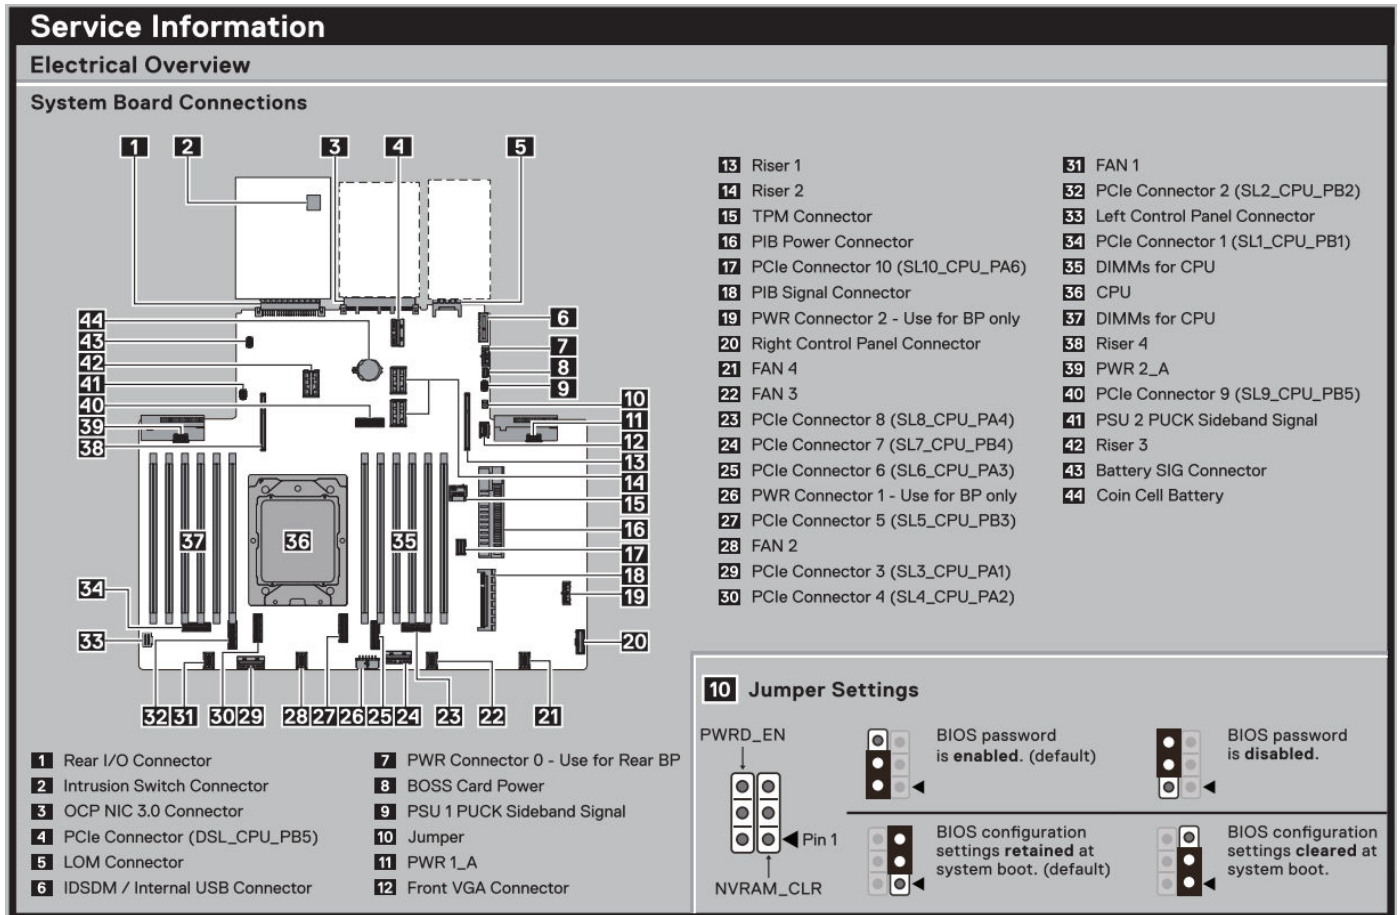 Service Information
Electrical Overview
System Board Connections
1 2 3 4 5
44
43
42
41
40
39
38
6
7
8
9
10
11
12
13
14
15
16
17
18
19
20
37 36 35
34
33
32 31 30 29 28 27 26 25 24 23 22 21
1 Rear I/O Connector
2 Intrusion Switch Connector
3 OCP NIC 3.0 Connector
4 PCIe Connector (DSL_CPU_PB5)
5 LOM Connector
6 IDSDM / Internal USB Connector
7 PWR Connector 0 - Use for Rear BP
8 BOSS Card Power
9 PSU 1 PUCK Sideband Signal
10 Jumper
11 PWR 1_A
12 Front VGA Connector
13 Riser 1
14 Riser 2
15 TPM Connector
16 PIB Power Connector
17 PCIe Connector 10 (SL10_CPU_PA6)
18 PIB Signal Connector
19 PWR Connector 2 - Use for BP only
20 Right Control Panel Connector
21 FAN 4
22 FAN 3
23 PCIe Connector 8 (SL8_CPU_PA4)
24 PCIe Connector 7 (SL7_CPU_PB4)
25 PCIe Connector 6 (SL6_CPU_PA3)
26 PWR Connector 1 - Use for BP only
27 PCIe Connector 5 (SL5_CPU_PB3)
28 FAN 2
29 PCIe Connector 3 (SL3_CPU_PA1)
30 PCIe Connector 4 (SL4_CPU_PA2)
31 FAN 1
32 PCIe Connector 2 (SL2_CPU_PB2)
33 Left Control Panel Connector
34 PCIe Connector 1 (SL1_CPU_PB1)
35 DIMMs for CPU
36 CPU
37 DIMMs for CPU
38 Riser 4
39 PWR 2_A
40 PCIe Connector 9 (SL9_CPU_PB5)
41 PSU 2 PUCK Sideband Signal
42 Riser 3
43 Battery SIG Connector
44 Coin Cell Battery
10 Jumper Settings
PWRD_EN
Pin 1
NVRAM_CLR
BIOS password
is enabled. (default)
BIOS password
is disabled.
BIOS configuration
settings retained at
system boot. (default)
BIOS configuration
settings cleared at
system boot.